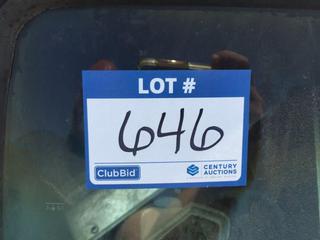 LOT #
646
ClubBid
CENTURY
AUCTIONS